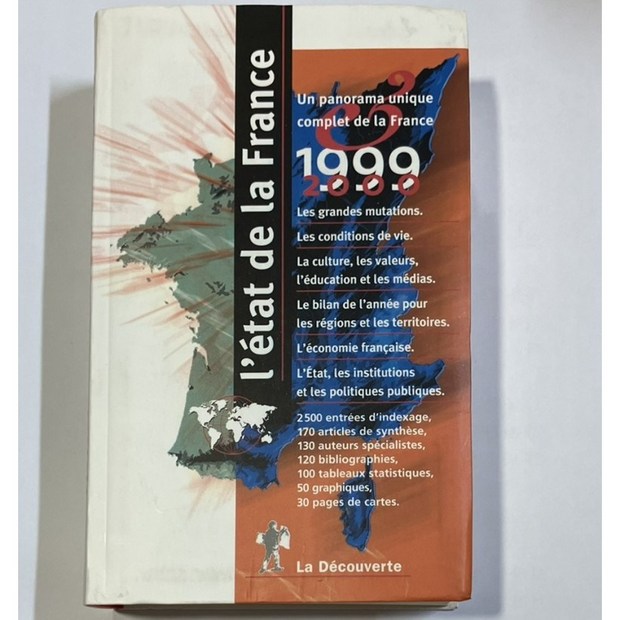 l'état de la France
Un panorama unique
complet de la France
&
1999
2000
Les grandes mutations.
Les conditions de vie.
La culture, les valeurs,
l'éducation et les médias.
Le bilan de l'année pour
les régions et les territoires.
L'économie française.
L'État, les institutions
et les politiques publiques.
2 500 entrées d'indexage,
170 articles de synthèse,
130 auteurs spécialistes,
120 bibliographies,
100 tableaux statistiques,
50 graphiques,
30 pages de cartes.
La Découverte